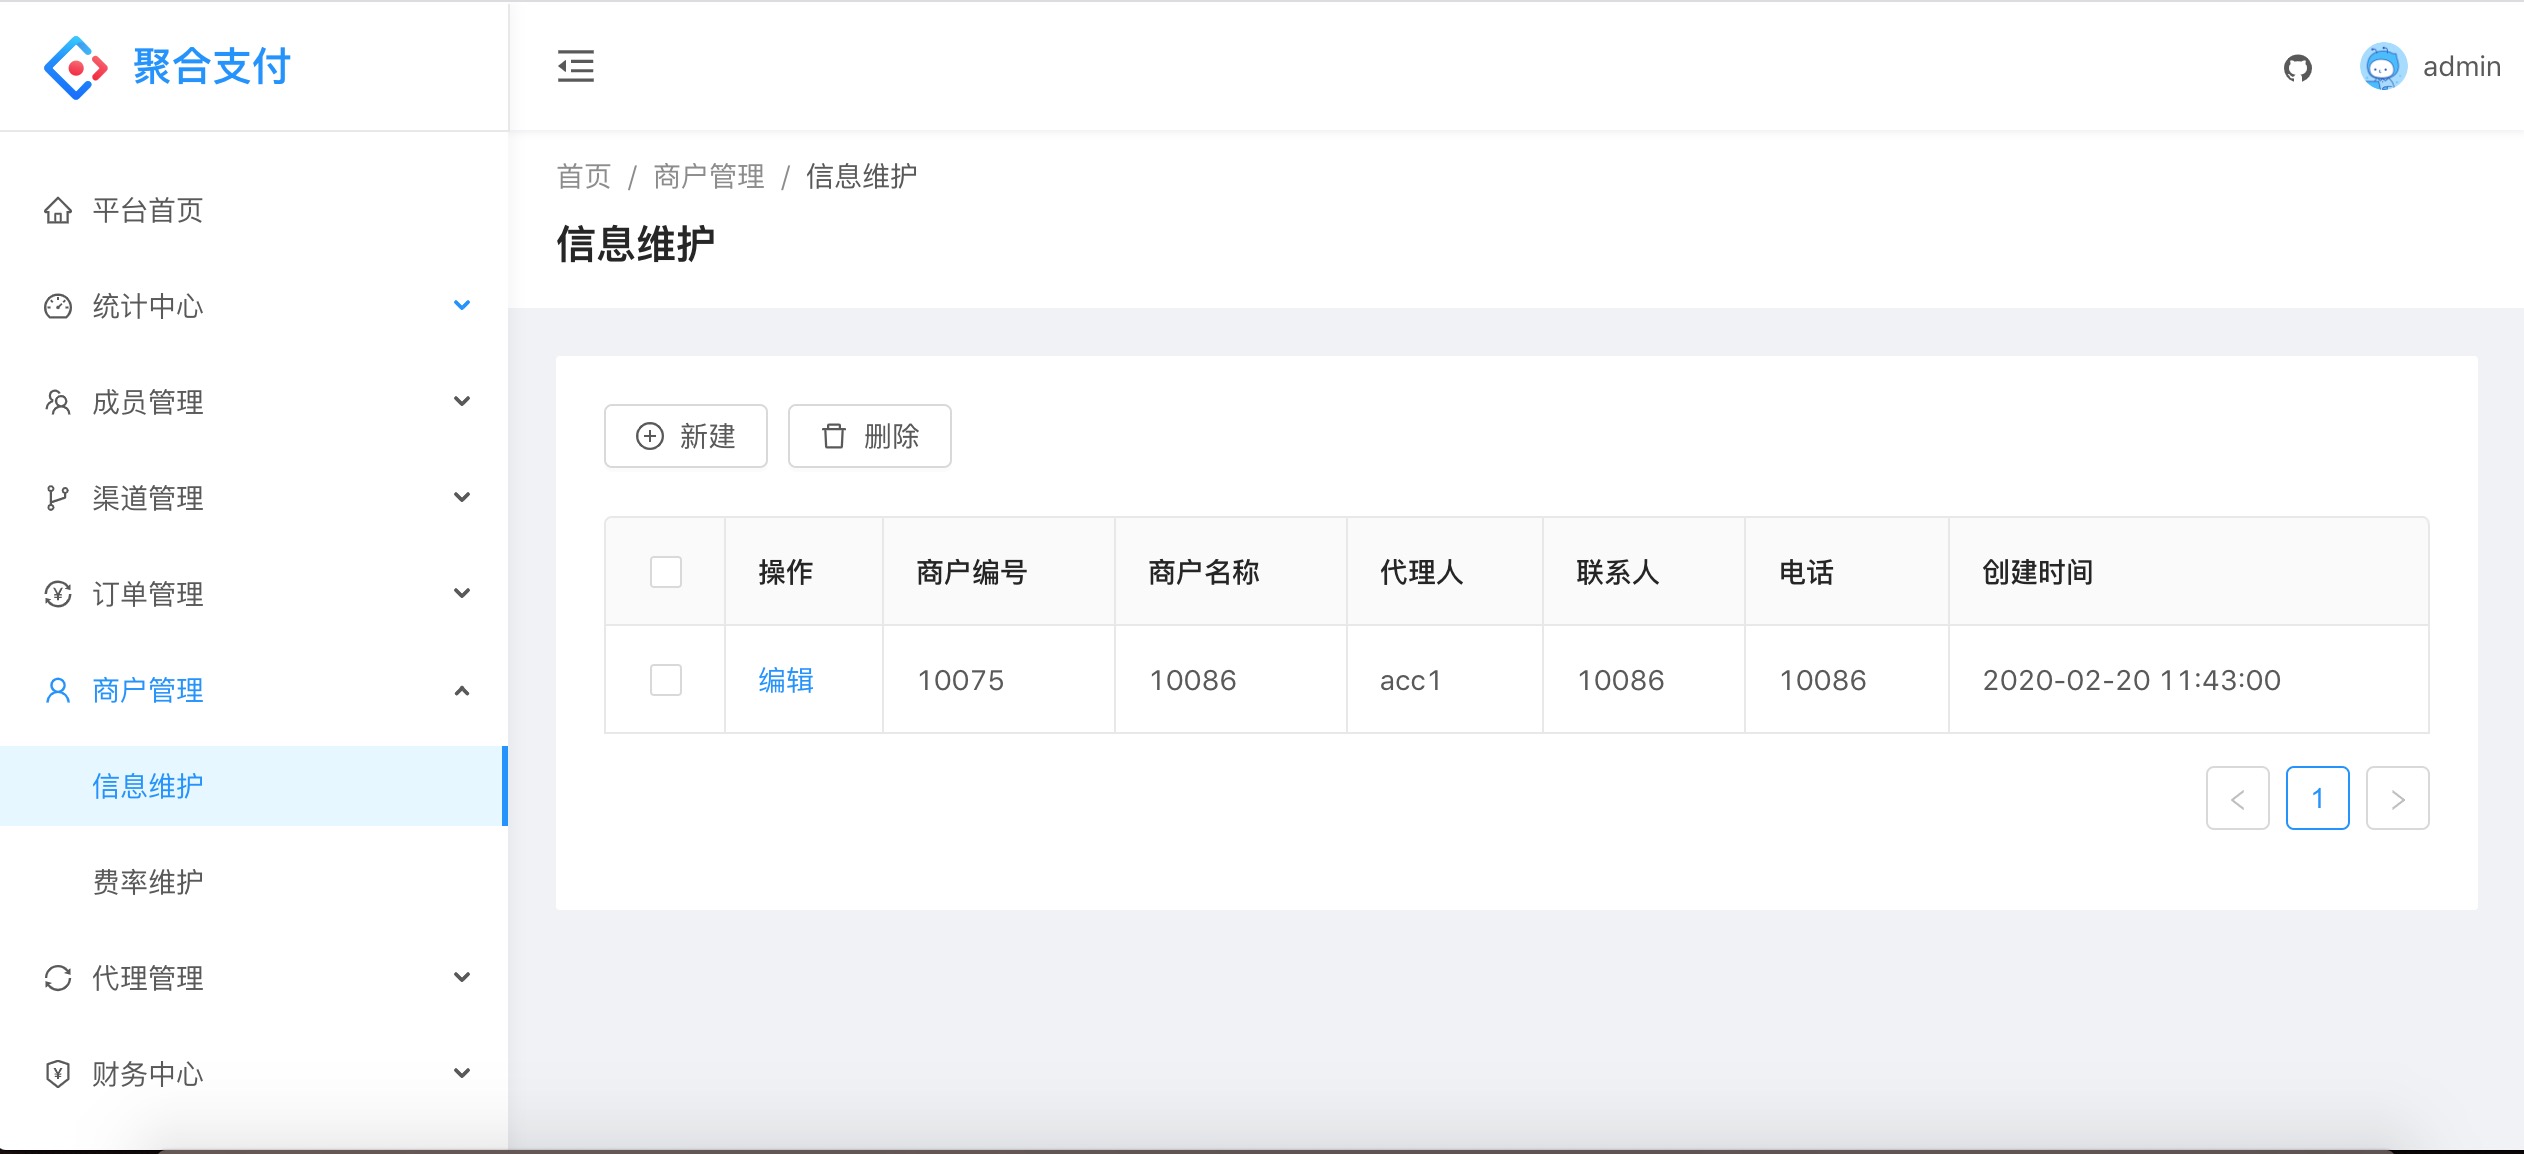 聚合支付
admin
平台首页
统计中心
成员管理
渠道管理
订单管理
商户管理
信息维护
费率维护
代理管理
财务中心
首页 / 商户管理 / 信息维护
信息维护
新建 删除
操作 商户编号 商户名称 代理人 联系人 电话 创建时间
编辑 10075 10086 acc1 10086 10086 2020-02-20 11:43:00
< 1 >